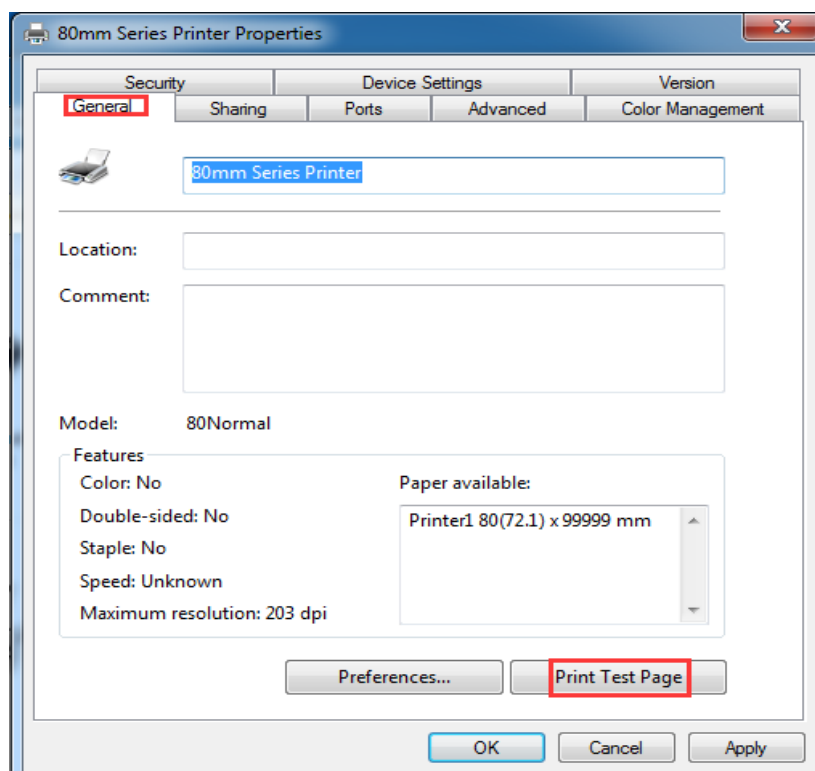 80mm Series Printer Properties
Security Device Settings Version
General Sharing Ports Advanced Color Management
80mm Series Printer
Location:
Comment:
Model: 80Normal
Features
Color: No Paper available:
Double-sided: No Printer1 80(72.1) x 99999 mm
Staple: No
Speed: Unknown
Maximum resolution: 203 dpi
Preferences... Print Test Page
OK Cancel Apply